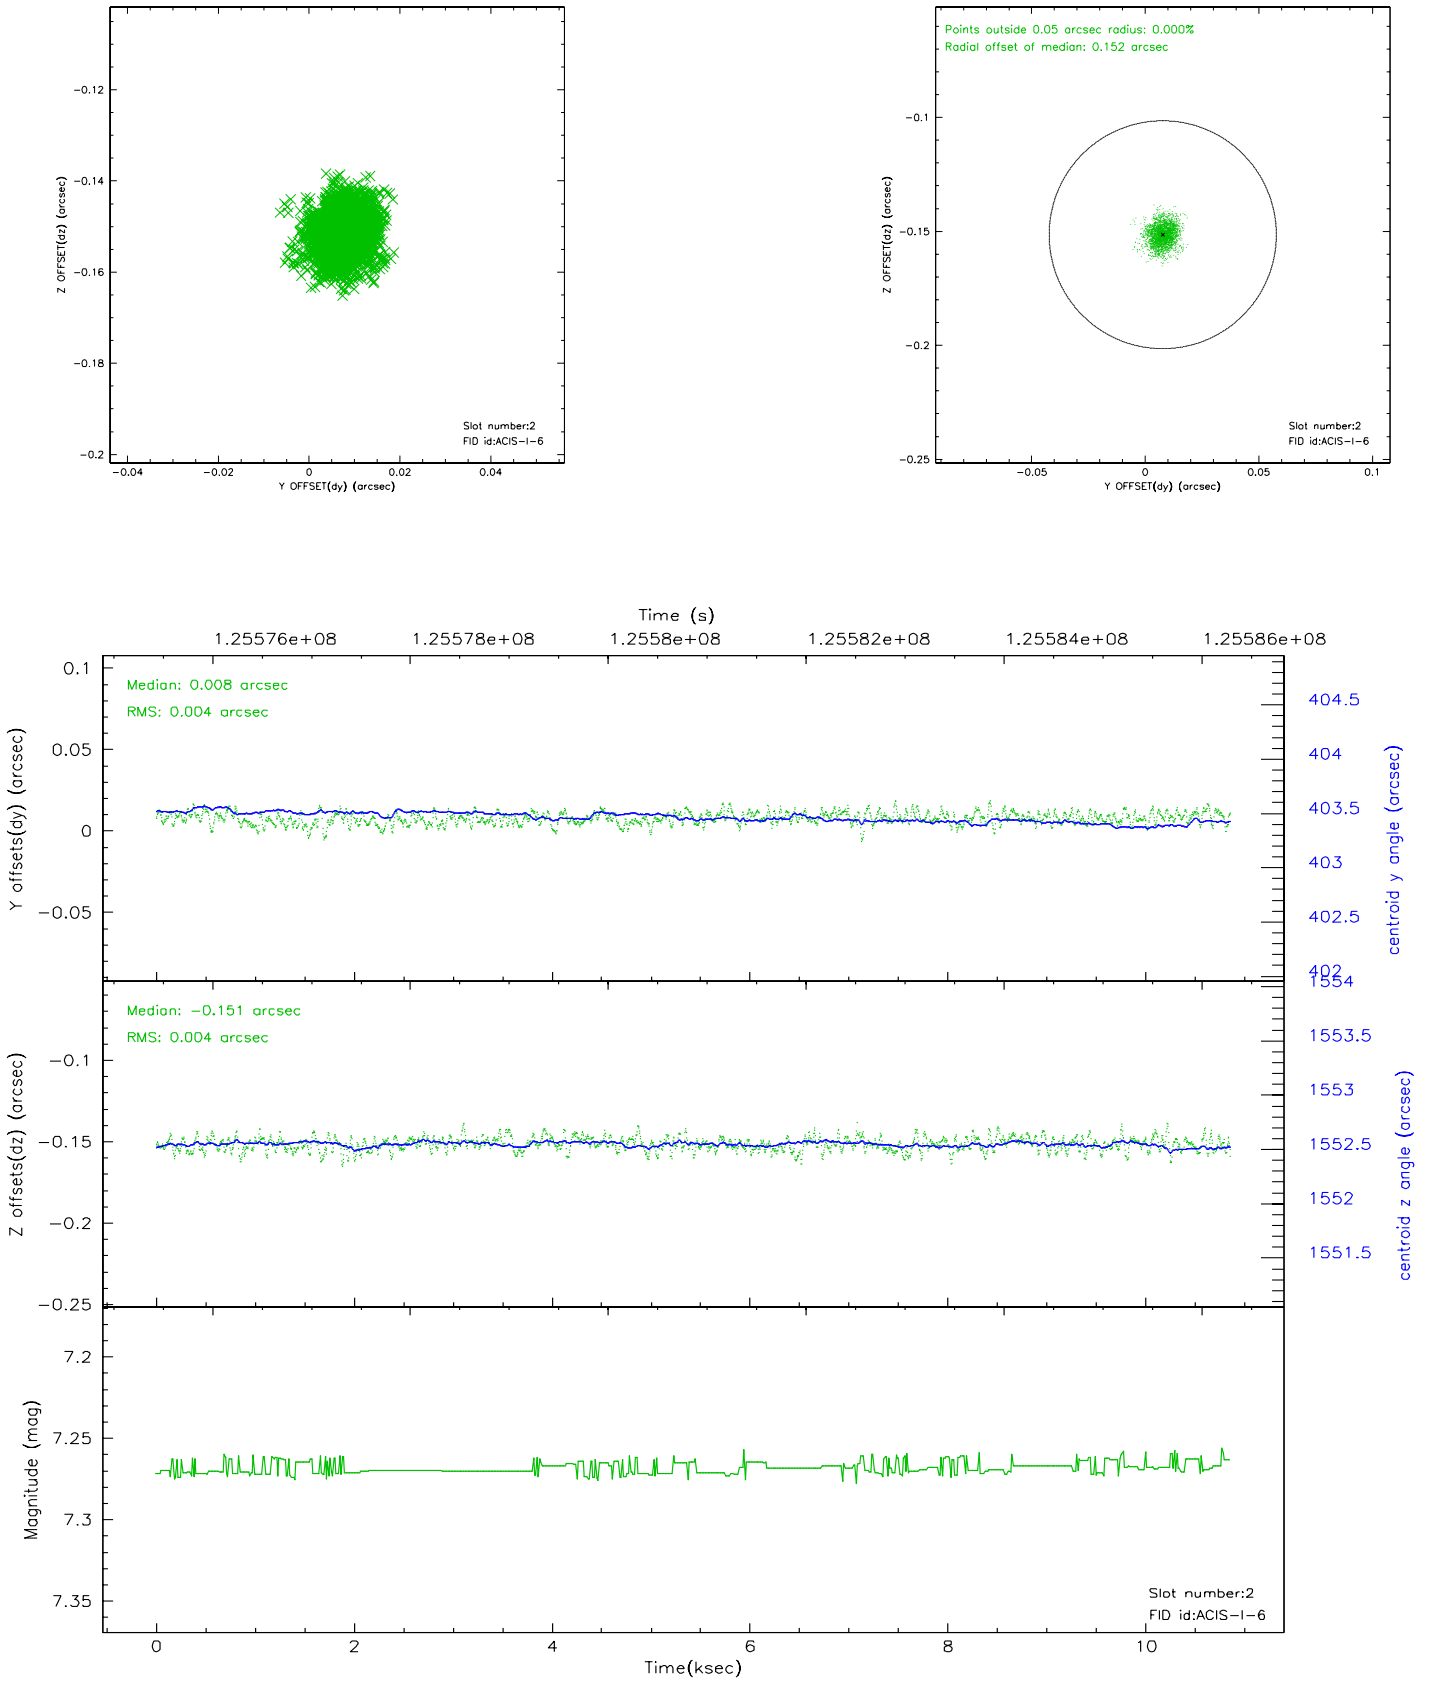 −0.12
−0.14
−0.16
−0.18
−0.2
Z OFFSET(dz) (arcsec)
Slot number:2
FID id:ACIS−I−6
−0.04
−0.02
0
0.02
0.04
Y OFFSET(dy) (arcsec)
Points outside 0.05 arcsec radius: 0.000%
Radial offset of median: 0.152 arcsec
−0.1
−0.15
−0.2
−0.25
Z OFFSET(dz) (arcsec)
Slot number:2
FID id:ACIS−I−6
−0.05
0
0.05
0.1
Y OFFSET(dy) (arcsec)
Time (s)
1.25576e+08
1.25578e+08
1.2558e+08
1.25582e+08
1.25584e+08
1.25586e+08
Median: 0.008 arcsec
RMS: 0.004 arcsec
0.1
0.05
0
−0.05
Y offsets(dy) (arcsec)
404.5
404
403.5
403
402.5
402
centroid y angle (arcsec)
Median: −0.151 arcsec
RMS: 0.004 arcsec
−0.1
−0.15
−0.2
−0.25
Z offsets(dz) (arcsec)
1554
1553.5
1553
1552.5
1552
1551.5
centroid z angle (arcsec)
7.2
7.25
7.3
7.35
Magnitude (mag)
Slot number:2
FID id:ACIS−I−6
0
2
4
6
8
10
Time(ksec)